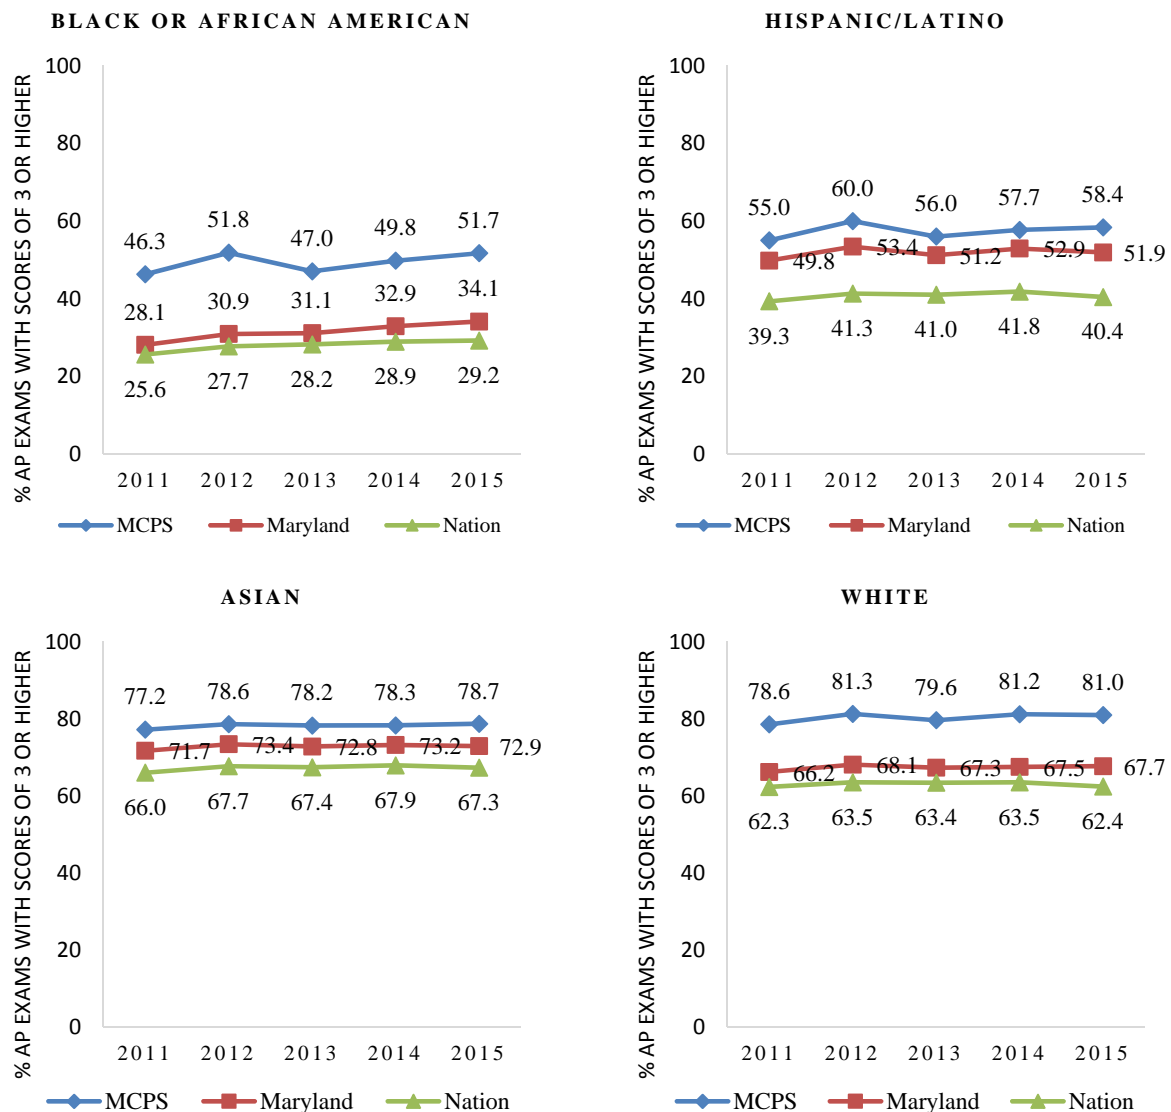 BLACK OR AFRICAN AMERICAN
% AP EXAMS WITH SCORES OF 3 OR HIGHER
100
80
60
40
20
0
46.3 51.8 47.0 49.8 51.7
28.1 30.9 31.1 32.9 34.1
25.6 27.7 28.2 28.9 29.2
2011 2012 2013 2014 2015
MCPS Maryland Nation
HISPANIC/LATINO
% AP EXAMS WITH SCORES OF 3 OR HIGHER
100
80
60
40
20
0
55.0 60.0 56.0 57.7 58.4
49.8 53.4 51.2 52.9 51.9
39.3 41.3 41.0 41.8 40.4
2011 2012 2013 2014 2015
MCPS Maryland Nation
ASIAN
% AP EXAMS WITH SCORES OF 3 OR HIGHER
100
80
60
40
20
0
77.2 78.6 78.2 78.3 78.7
71.7 73.4 72.8 73.2 72.9
66.0 67.7 67.4 67.9 67.3
2011 2012 2013 2014 2015
MCPS Maryland Nation
WHITE
% AP EXAMS WITH SCORES OF 3 OR HIGHER
100
80
60
40
20
0
78.6 81.3 79.6 81.2 81.0
66.2 68.1 67.3 67.5 67.7
62.3 63.5 63.4 63.5 62.4
2011 2012 2013 2014 2015
MCPS Maryland Nation